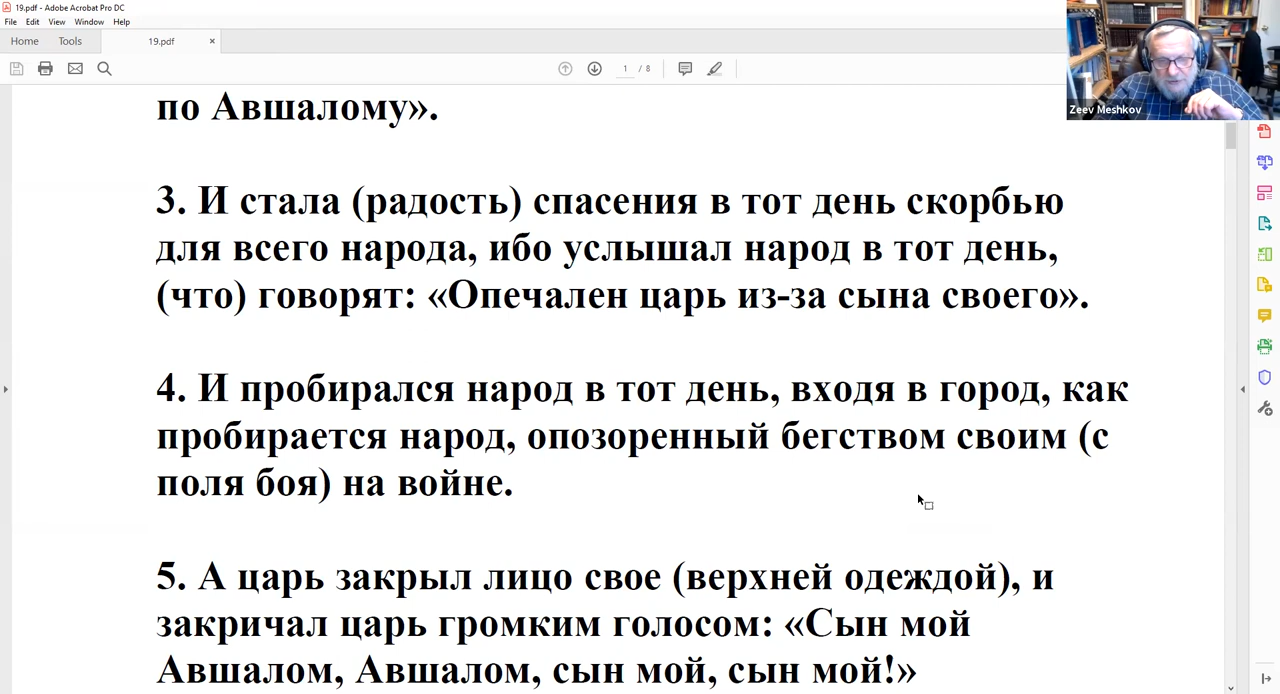 19.pdf - Adobe Acrobat Pro DC
File Edit View Window Help
Home Tools 19.pdf ×
1 / 8
Zeev Meshkov
по Авшалому».
3. И стала (радость) спасения в тот день скорбью
для всего народа, ибо услышал народ в тот день,
(что) говорят: «Опечален царь из-за сына своего».
4. И пробирался народ в тот день, входя в город, как
пробирается народ, опозоренный бегством своим (с
поля боя) на войне.
5. А царь закрыл лицо свое (верхней одеждой), и
закричал царь громким голосом: «Сын мой
Авшалом, Авшалом, сын мой, сын мой!»